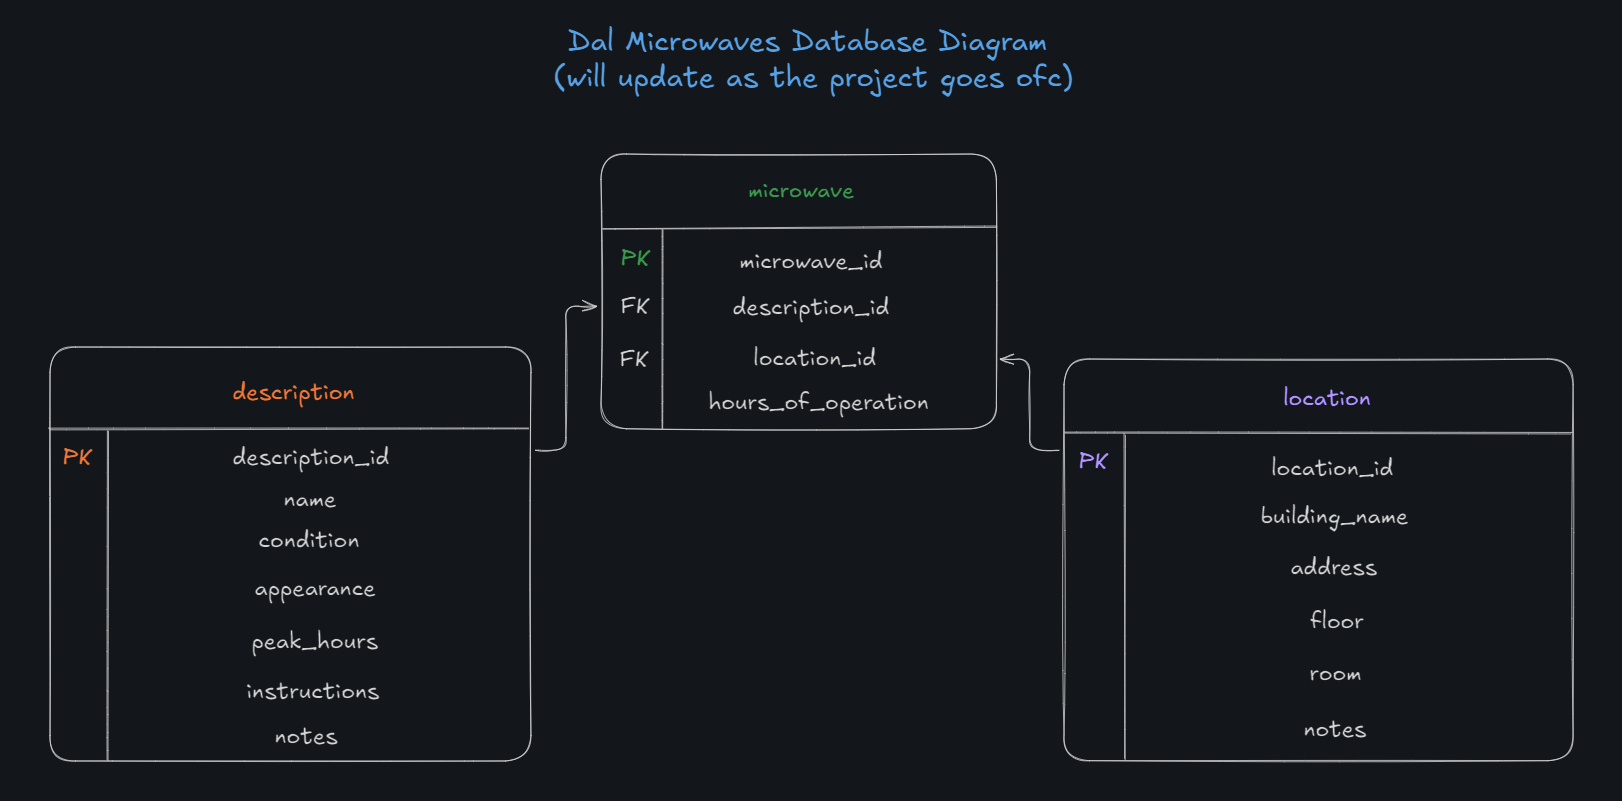 Dal Microwaves Database Diagram
(will update as the project goes ofc)
microwave
PK microwave_id
FK description_id
FK location_id
hours_of_operation
description
PK description_id
name
condition
appearance
peak_hours
instructions
notes
location
PK location_id
building_name
address
floor
room
notes